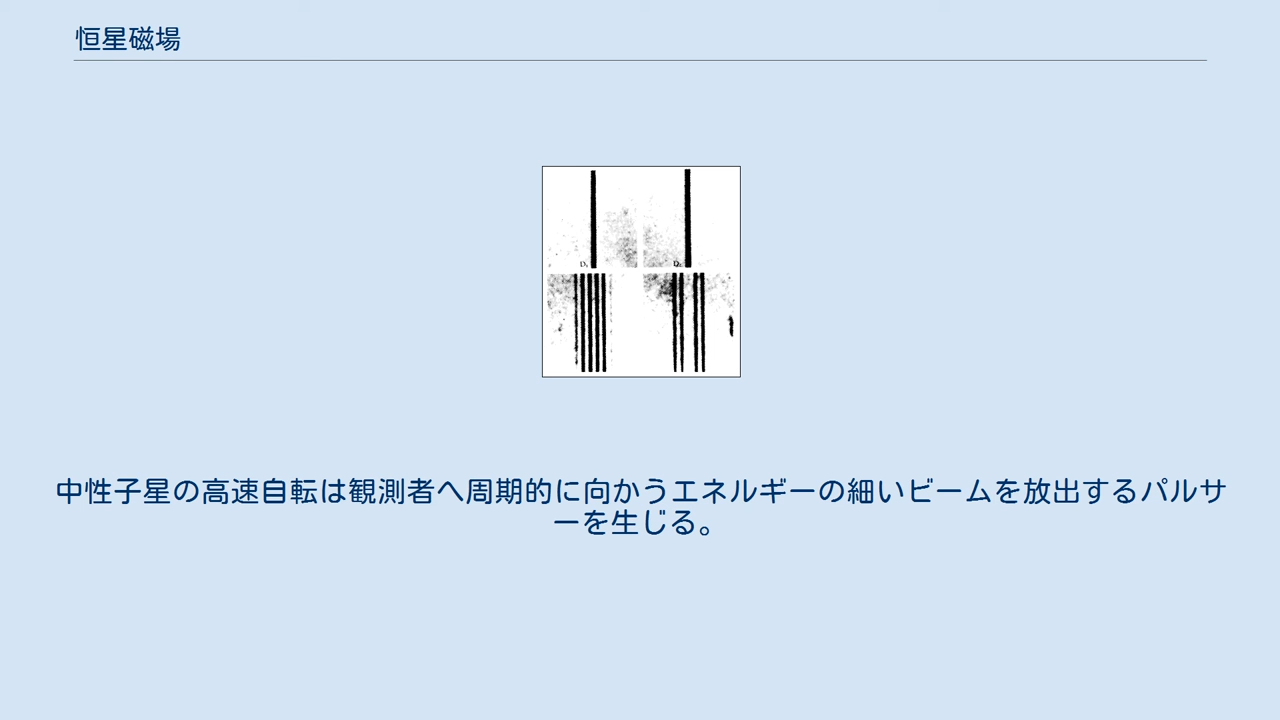 恒星磁場
中性子星の高速自転は観測者へ周期的に向かうエネルギーの細いビームを放出するパルサ
ーを生じる。